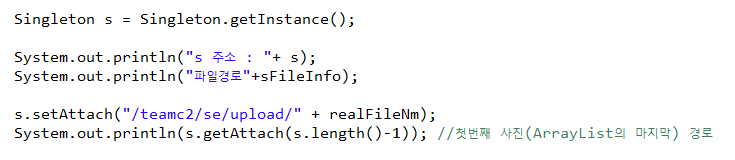 Singleton s = Singleton.getInstance();
System.out.println("s 주소 : "+ s);
System.out.println("파일경로"+sFileInfo);
s.setAttach("/teamc2/se/upload/" + realFileNm);
System.out.println(s.getAttach(s.length()-1)); //첫번째 사진(ArrayList의 마지막) 경로